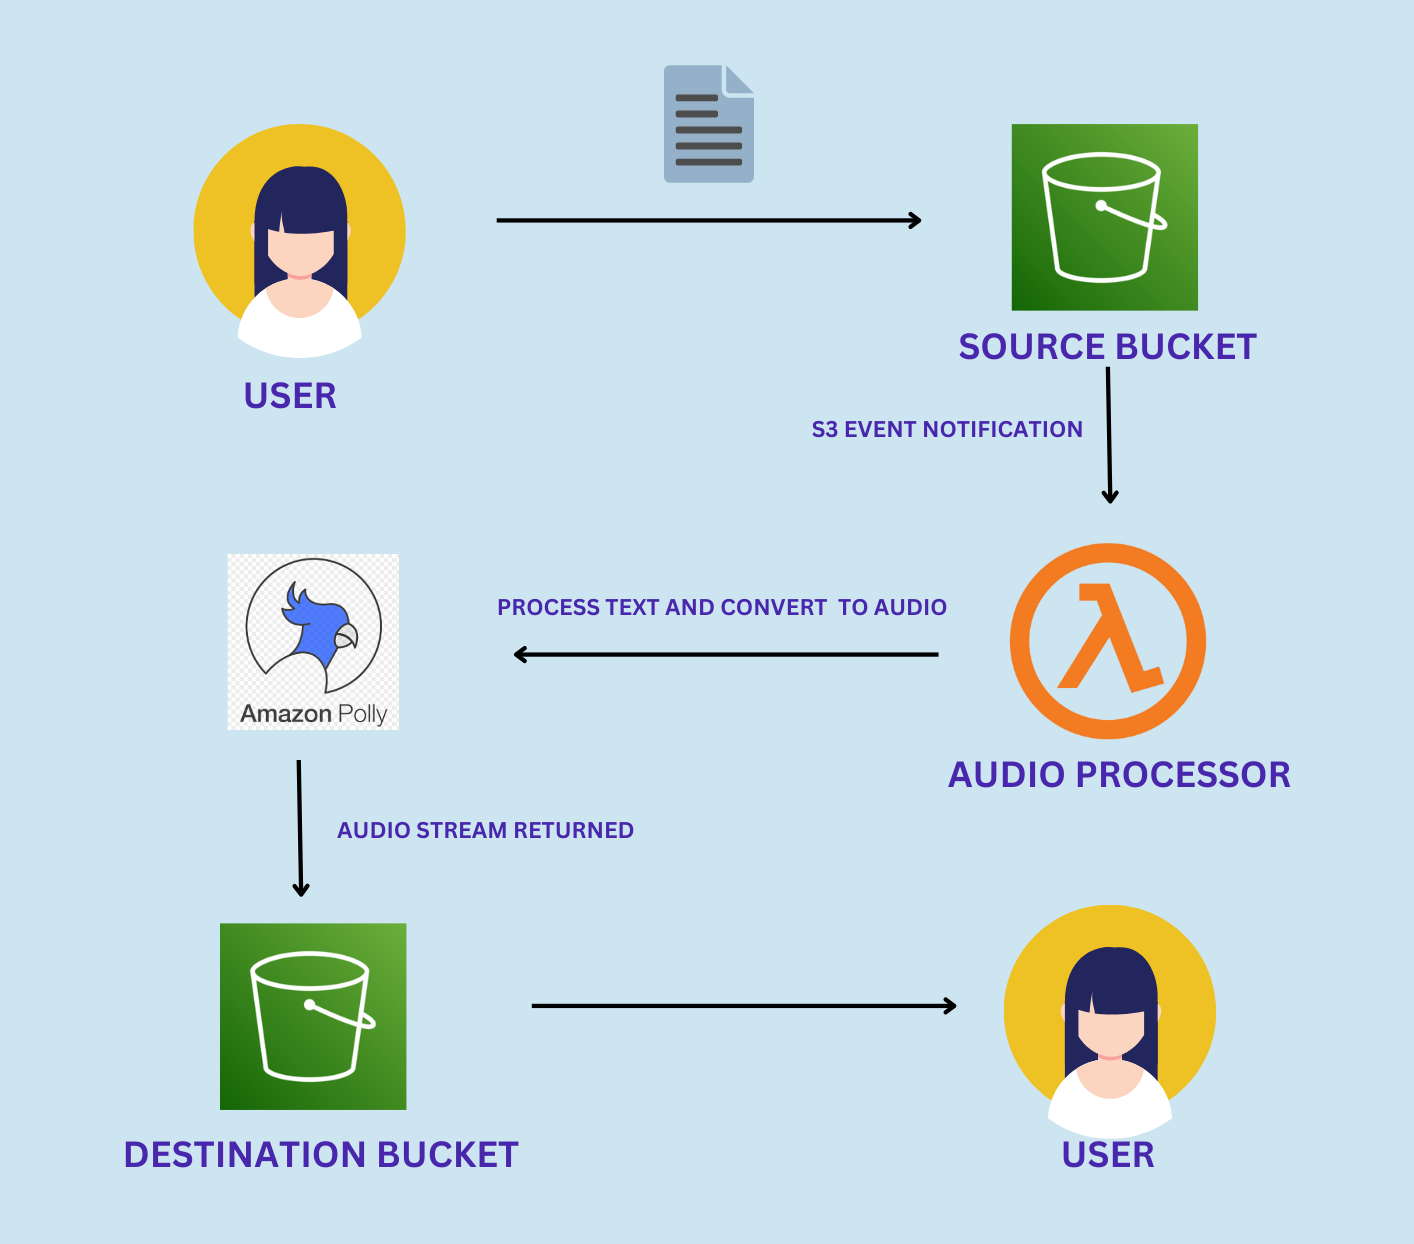 USER
SOURCE BUCKET
S3 EVENT NOTIFICATION
PROCESS TEXT AND CONVERT  TO AUDIO
Amazon Polly
AUDIO PROCESSOR
AUDIO STREAM RETURNED
DESTINATION BUCKET
USER